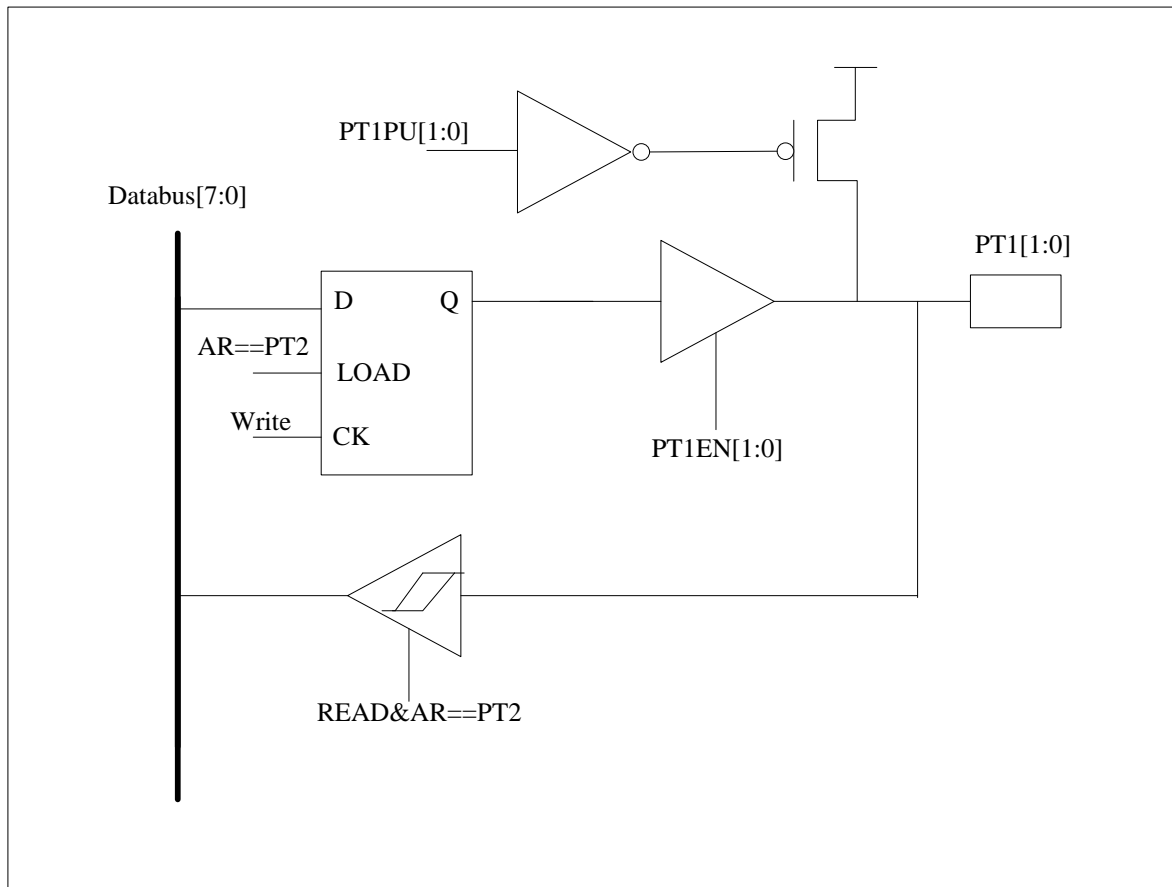 PT1PU[1:0]
Databus[7:0]
PT1[1:0]
D
Q
AR==PT2
LOAD
Write
CK
PT1EN[1:0]
READ&AR==PT2